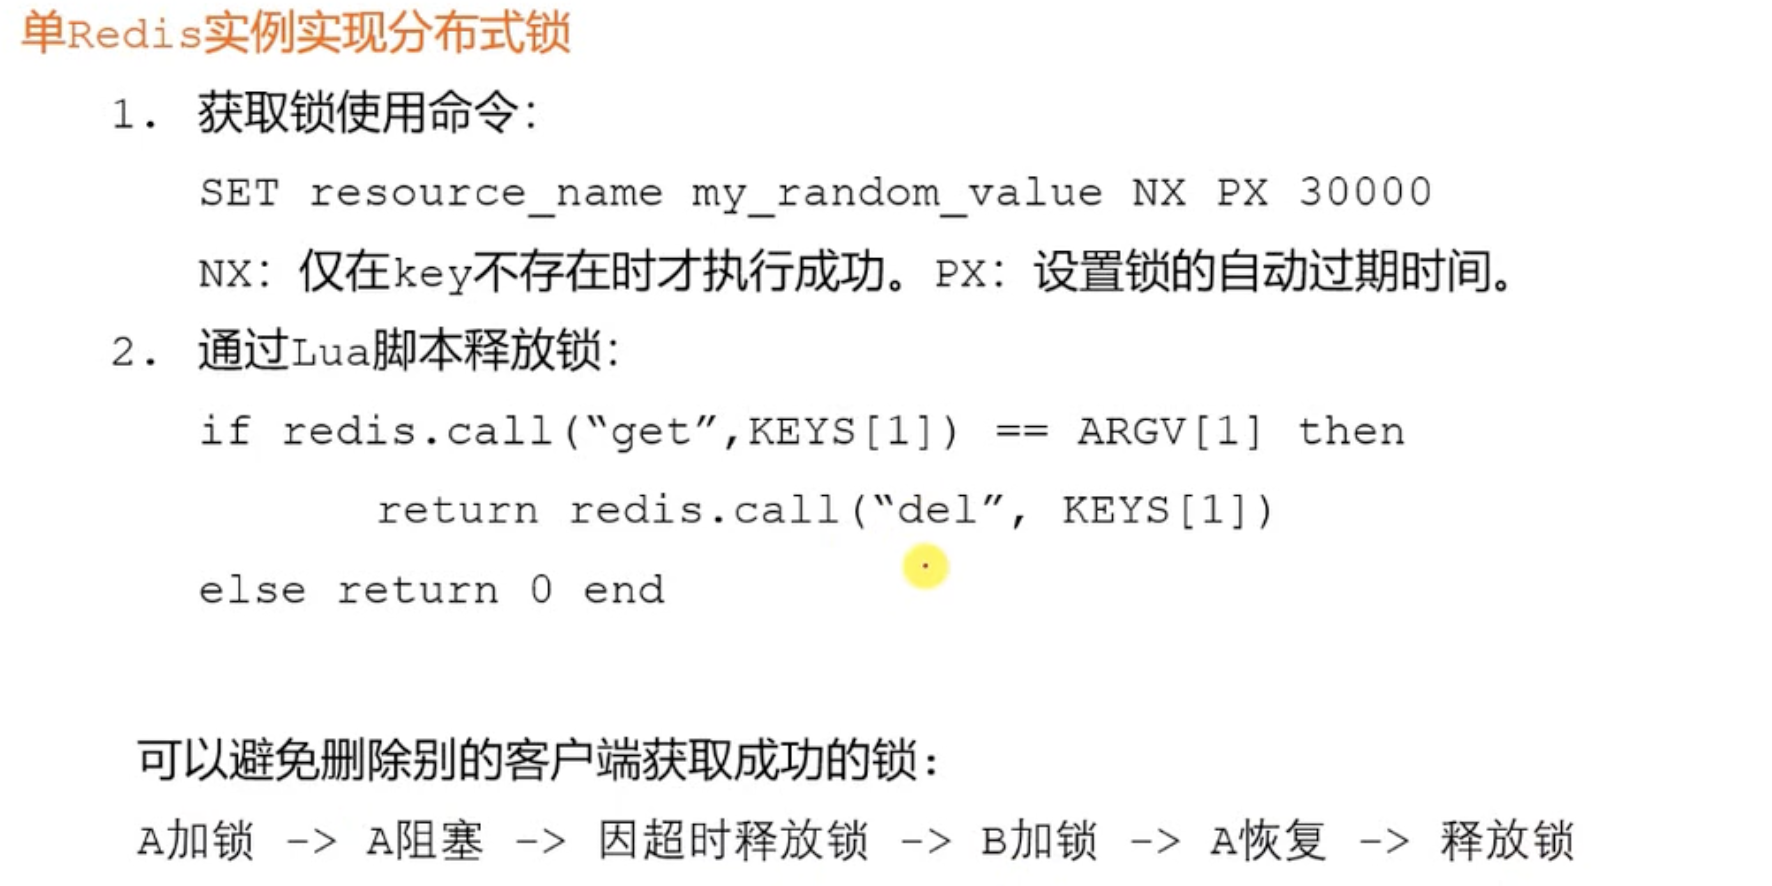 单Redis实例实现分布式锁
1. 获取锁使用命令:
SET resource_name my_random_value NX PX 30000
NX: 仅在key不存在时才执行成功。PX: 设置锁的自动过期时间。
2. 通过Lua脚本释放锁:
if redis.call(“get”,KEYS[1]) == ARGV[1] then
return redis.call(“del”, KEYS[1])
else return 0 end
可以避免删除别的客户端获取成功的锁:
A加锁 -> A阻塞 -> 因超时释放锁 -> B加锁 -> A恢复 -> 释放锁